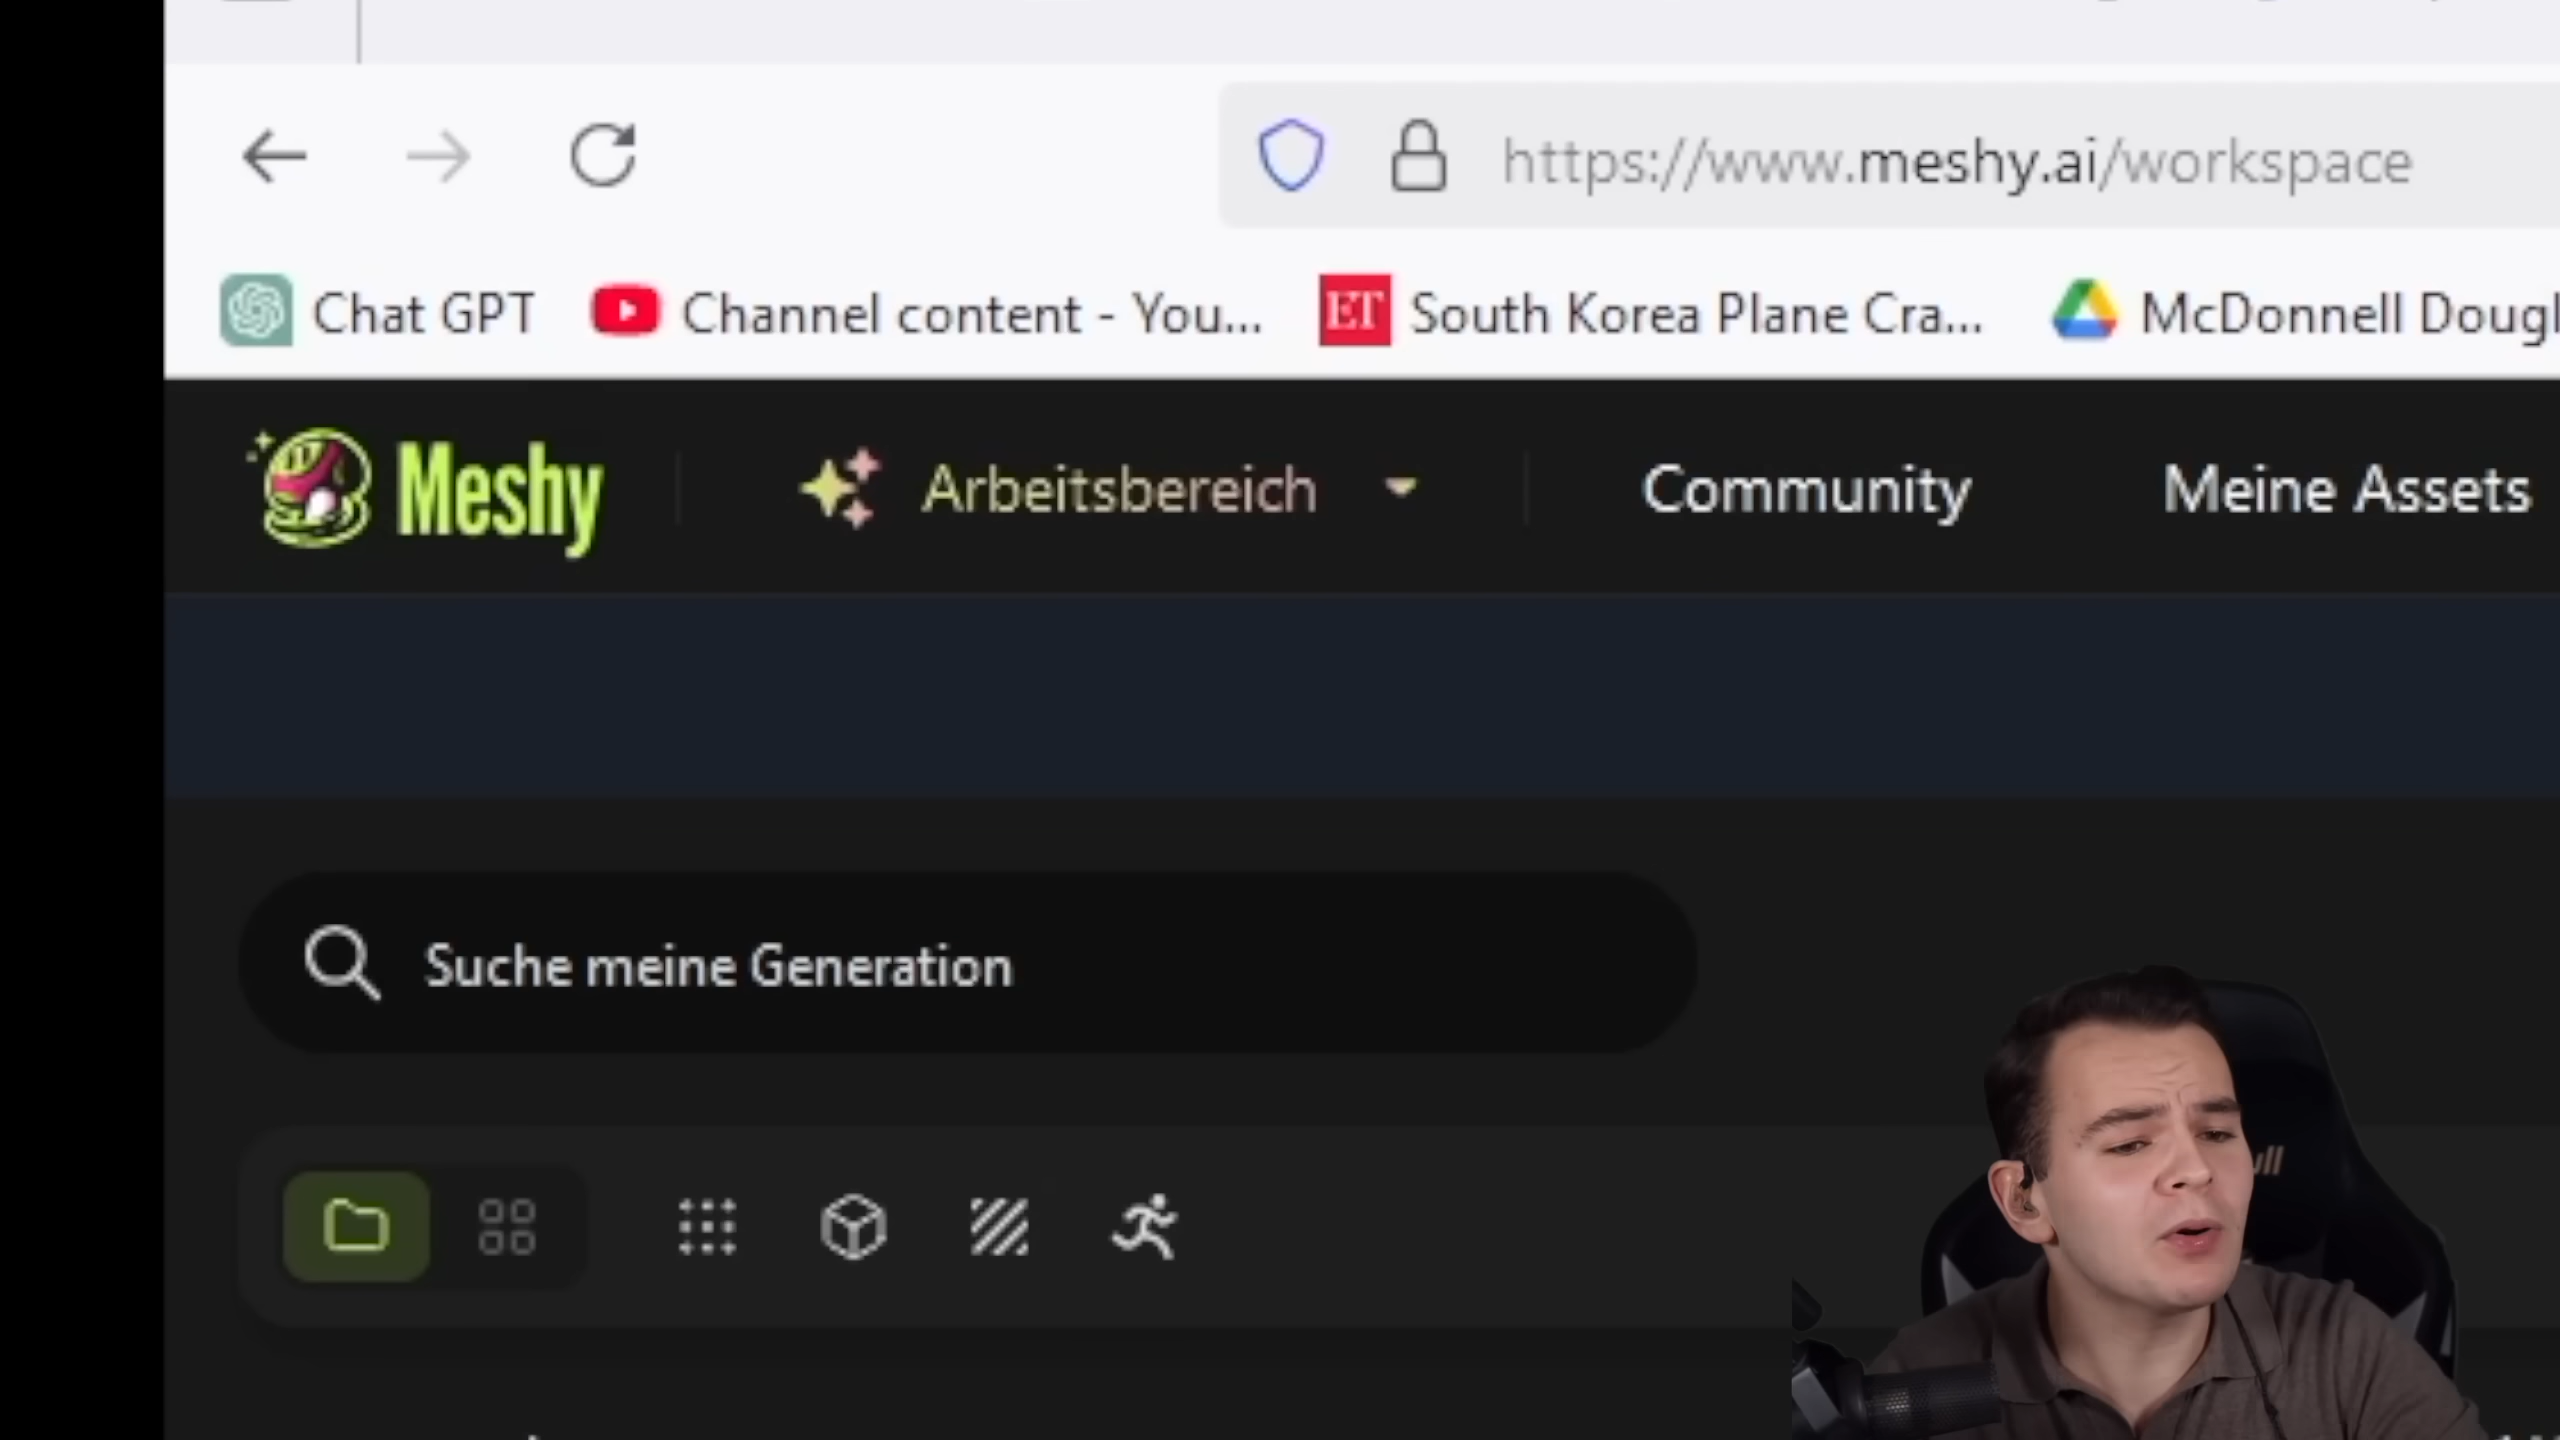 https://www.meshy.ai/workspace
Chat GPT
Channel content - You...
ET
South Korea Plane Cra...
McDonnell Dougl
Meshy
Arbeitsbereich
Community
Meine Assets
Suche meine Generation